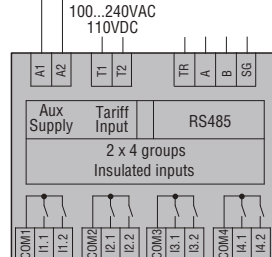 100...240VAC
110VDC
A1 A2 T1 T2 TR A B SG
Aux Supply
Tariff Input
RS485
2 x 4 groups
Insulated inputs
COM1 I1.1 I1.2 COM2 I2.1 I2.2 COM3 I3.1 I3.2 COM4 I4.1 I4.2